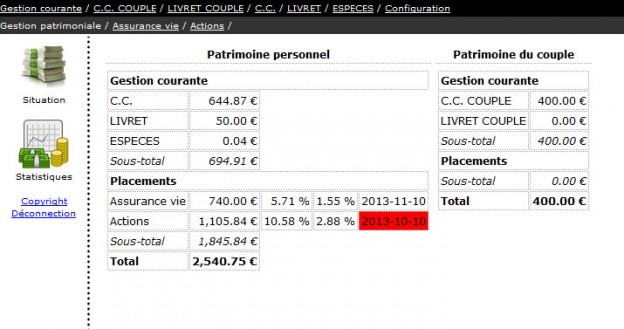 Gestion courante / C.C. COUPLE / LIVRET COUPLE / C.C. / LIVRET / ESPECES / Configuration
Gestion patrimoniale / Assurance vie / Actions /
Situation
Statistiques
Copyright
Déconnection
Patrimoine personnel
Gestion courante
C.C. 644.87 €
LIVRET 50.00 €
ESPECES 0.04 €
Sous-total 694.91 €
Placements
Assurance vie 740.00 € 5.71 % 1.55 % 2013-11-10
Actions 1,105.84 € 10.58 % 2.88 % 2013-10-10
Sous-total 1,845.84 €
Total 2,540.75 €
Patrimoine du couple
Gestion courante
C.C. COUPLE 400.00 €
LIVRET COUPLE 0.00 €
Sous-total 400.00 €
Placements
Sous-total 0.00 €
Total 400.00 €